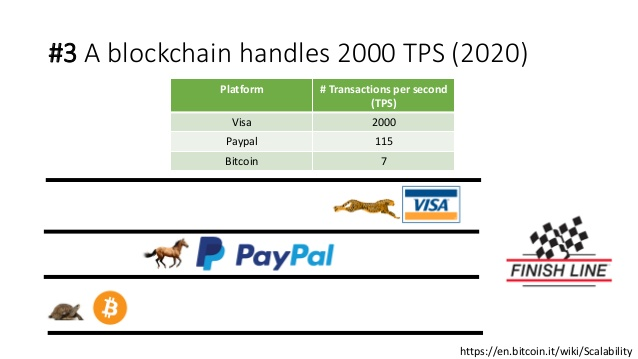 #3 A blockchain handles 2000 TPS (2020)
Platform # Transactions per second
(TPS)
Visa 2000
Paypal 115
Bitcoin 7
VISA
PayPal
FINISH LINE
https://en.bitcoin.it/wiki/Scalability